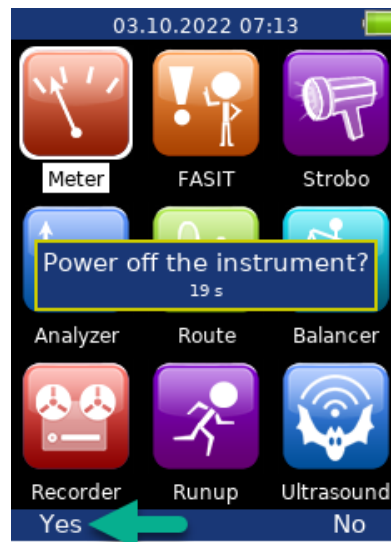 03.10.2022 07:13
Meter FASIT Strobo
Power off the instrument?
19 s
Analyzer Route Balancer
Recorder Runup Ultrasound
Yes No